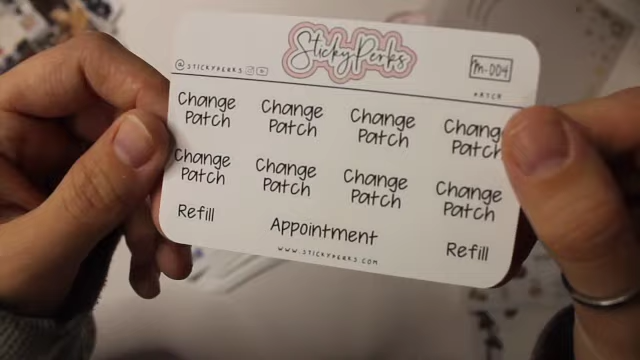 StickyPerks
@STICKYPERKS
M-004
Change Change Change Chang
Patch Patch Patch Patch
Change Change Change Change
Patch Patch Patch Patch
Refill Appointment Refill
WWW.STICKYPERKS.COM